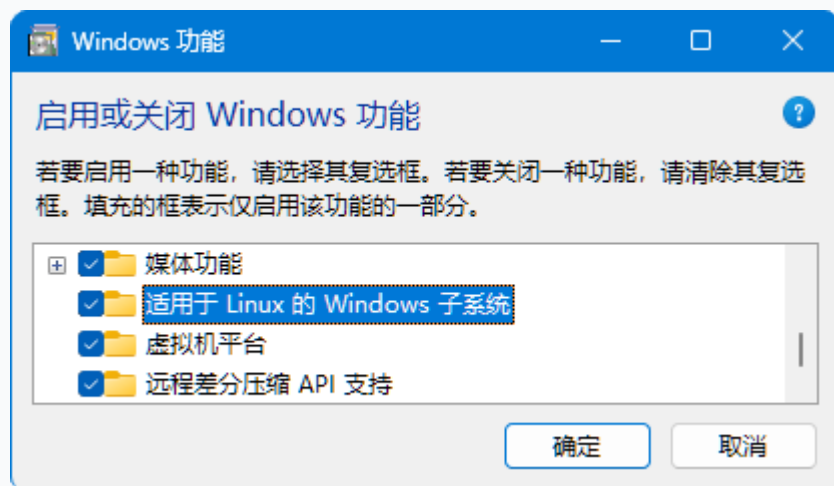 Windows 功能
启用或关闭 Windows 功能
若要启用一种功能，请选择其复选框。若要关闭一种功能，请清除其复选
框。填充的框表示仅启用该功能的一部分。
媒体功能
适用于 Linux 的 Windows 子系统
虚拟机平台
远程差分压缩 API 支持
确定 取消